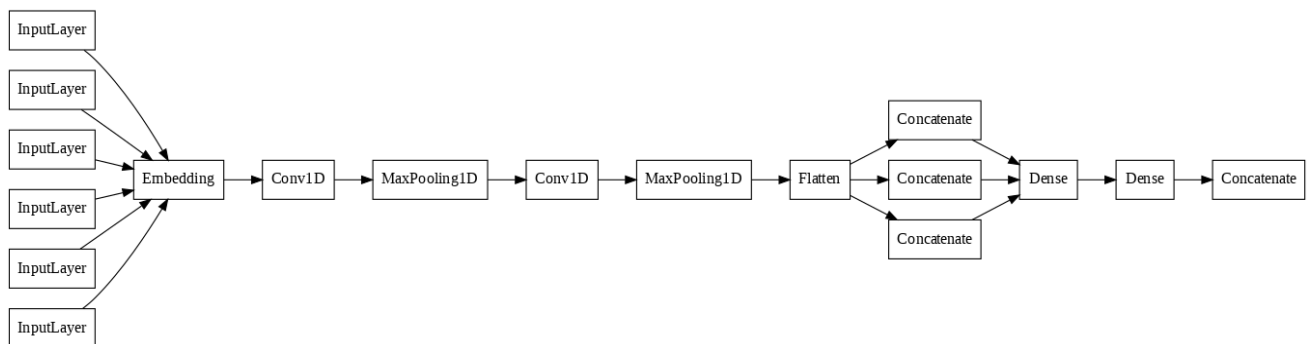 InputLayer
InputLayer
InputLayer
InputLayer
InputLayer
InputLayer
Embedding
Conv1D
MaxPooling1D
Conv1D
MaxPooling1D
Flatten
Concatenate
Concatenate
Concatenate
Dense
Dense
Concatenate